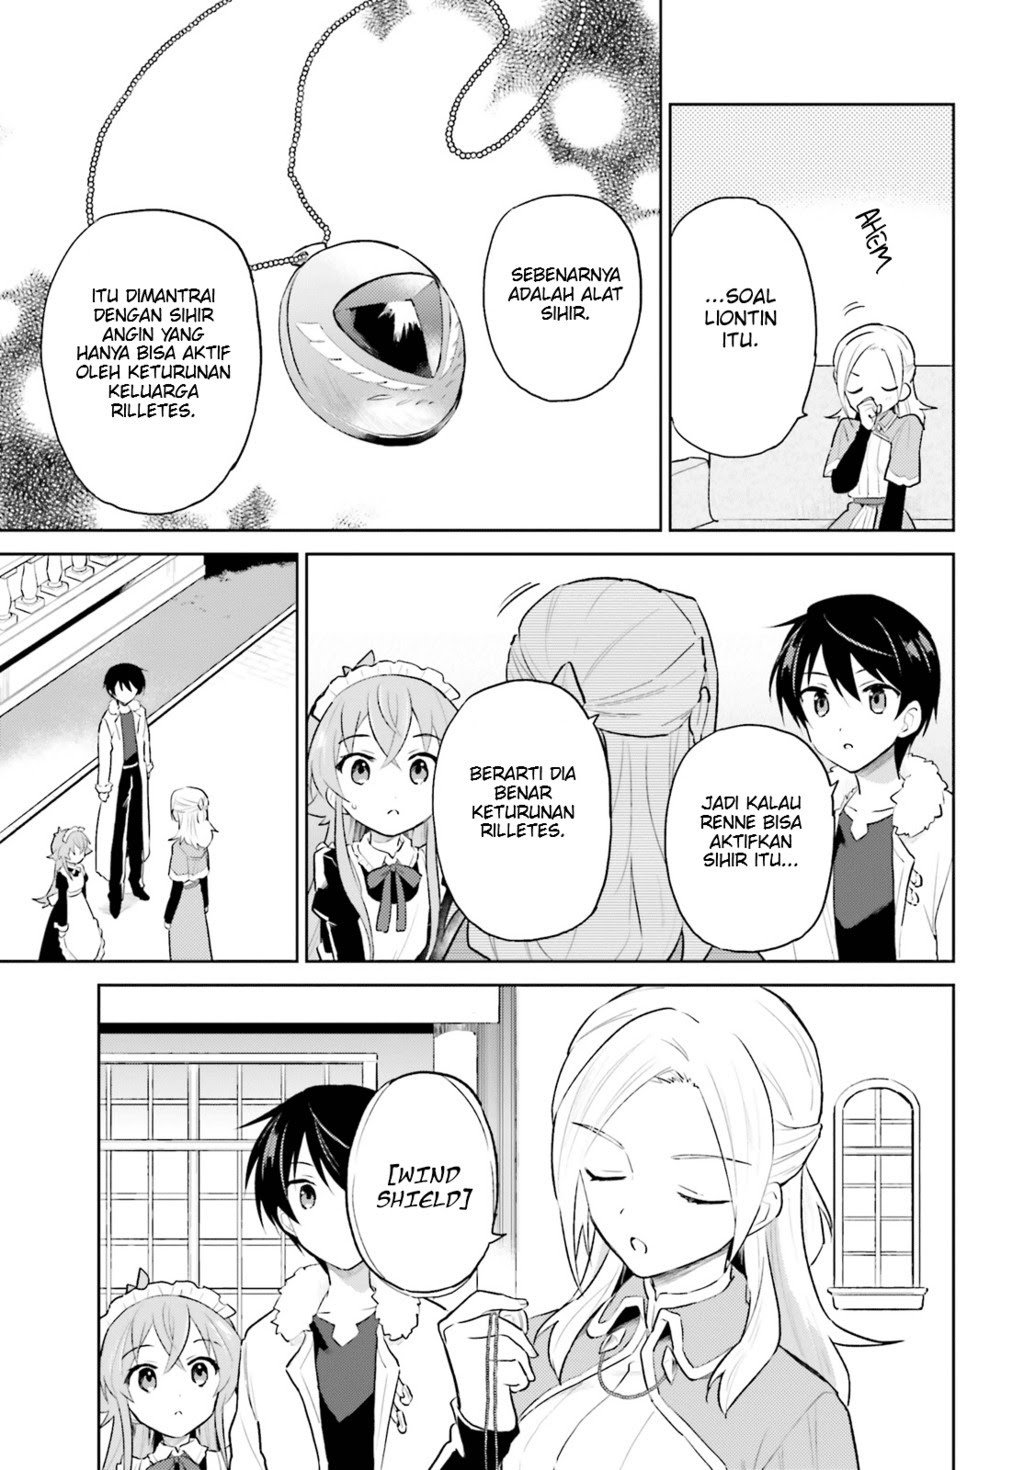 AHEM
...SOAL
LIONTIN
ITU.
SEBENARNYA
ADALAH ALAT
SIHIR.
ITU DIMANTRAI
DENGAN SIHIR
ANGIN YANG
HANYA BISA AKTIF
OLEH KETURUNAN
KELUARGA
RILLETES.
JADI KALAU
RENNE BISA
AKTIFKAN
SIHIR ITU...
BERARTI DIA
BENAR
KETURUNAN
RILLETES.
[WIND
SHIELD]